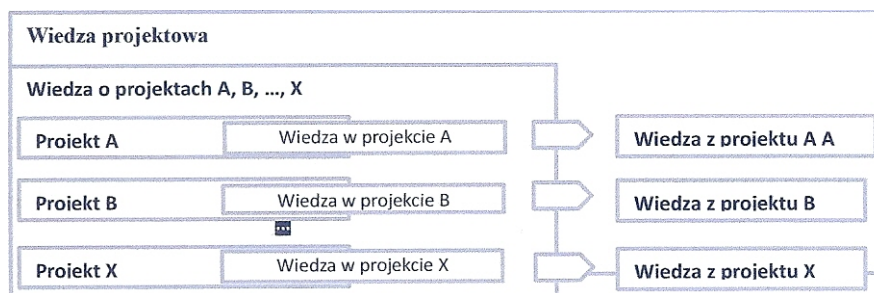 Wiedza projektowa
Wiedza o projektach A, B, ..., X
Projekt A Wiedza w projekcie A Wiedza z projektu A A
Projekt B Wiedza w projekcie B Wiedza z projektu B
...
Projekt X Wiedza w projekcie X Wiedza z projektu X